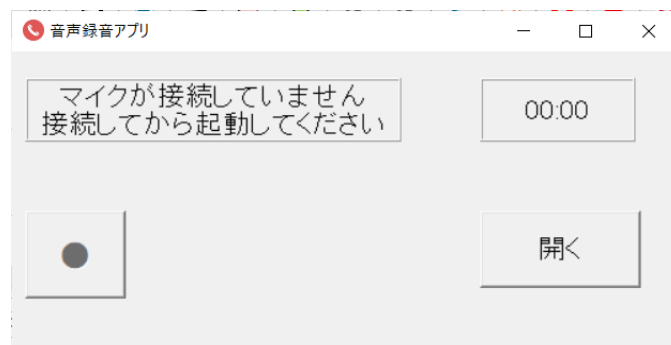 音声録音アプリ
マイクが接続していません
接続してから起動してください
00:00
開く